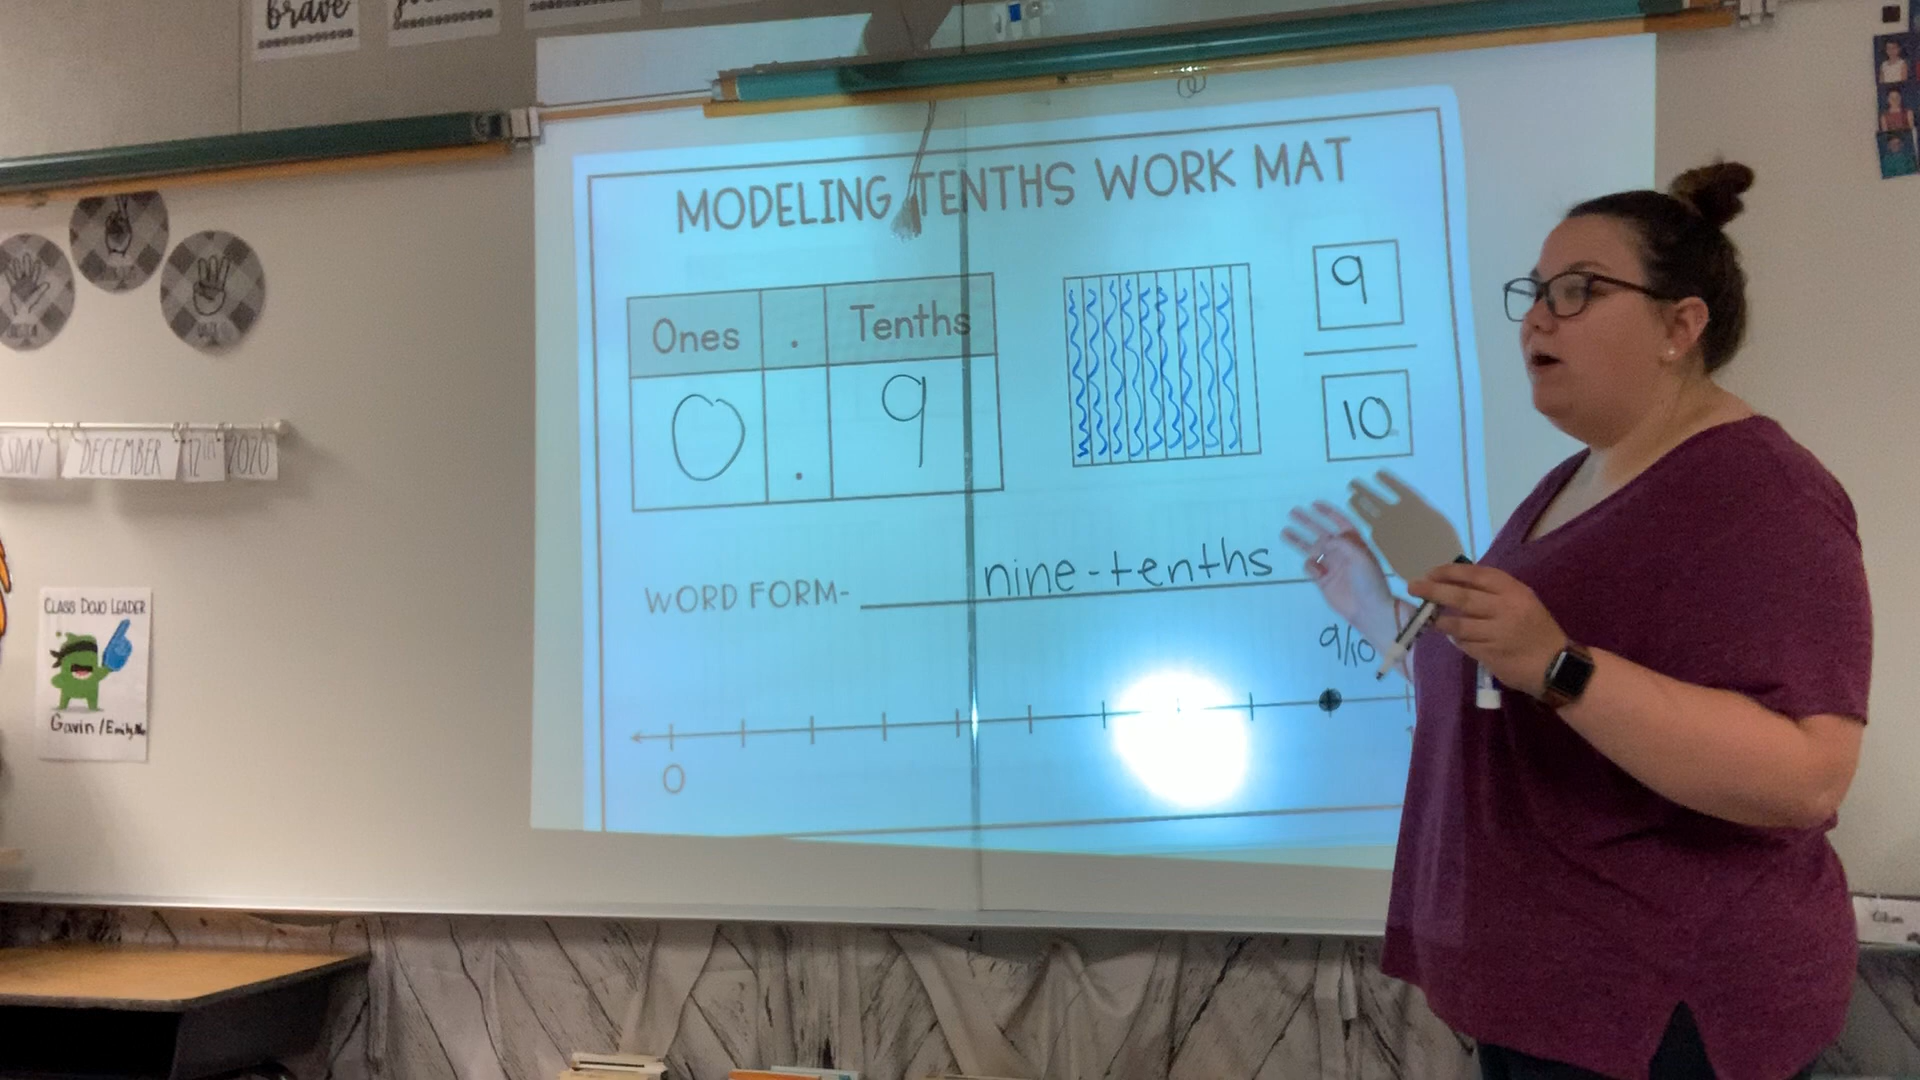 brave
MODELING TENTHS WORK MAT
Ones . Tenths
0 . 9
9
10
WORD FORM- nine-tenths
9/10
0
DECEMBER
2020
CLASS DOJO LEADER
Gavin / Emily